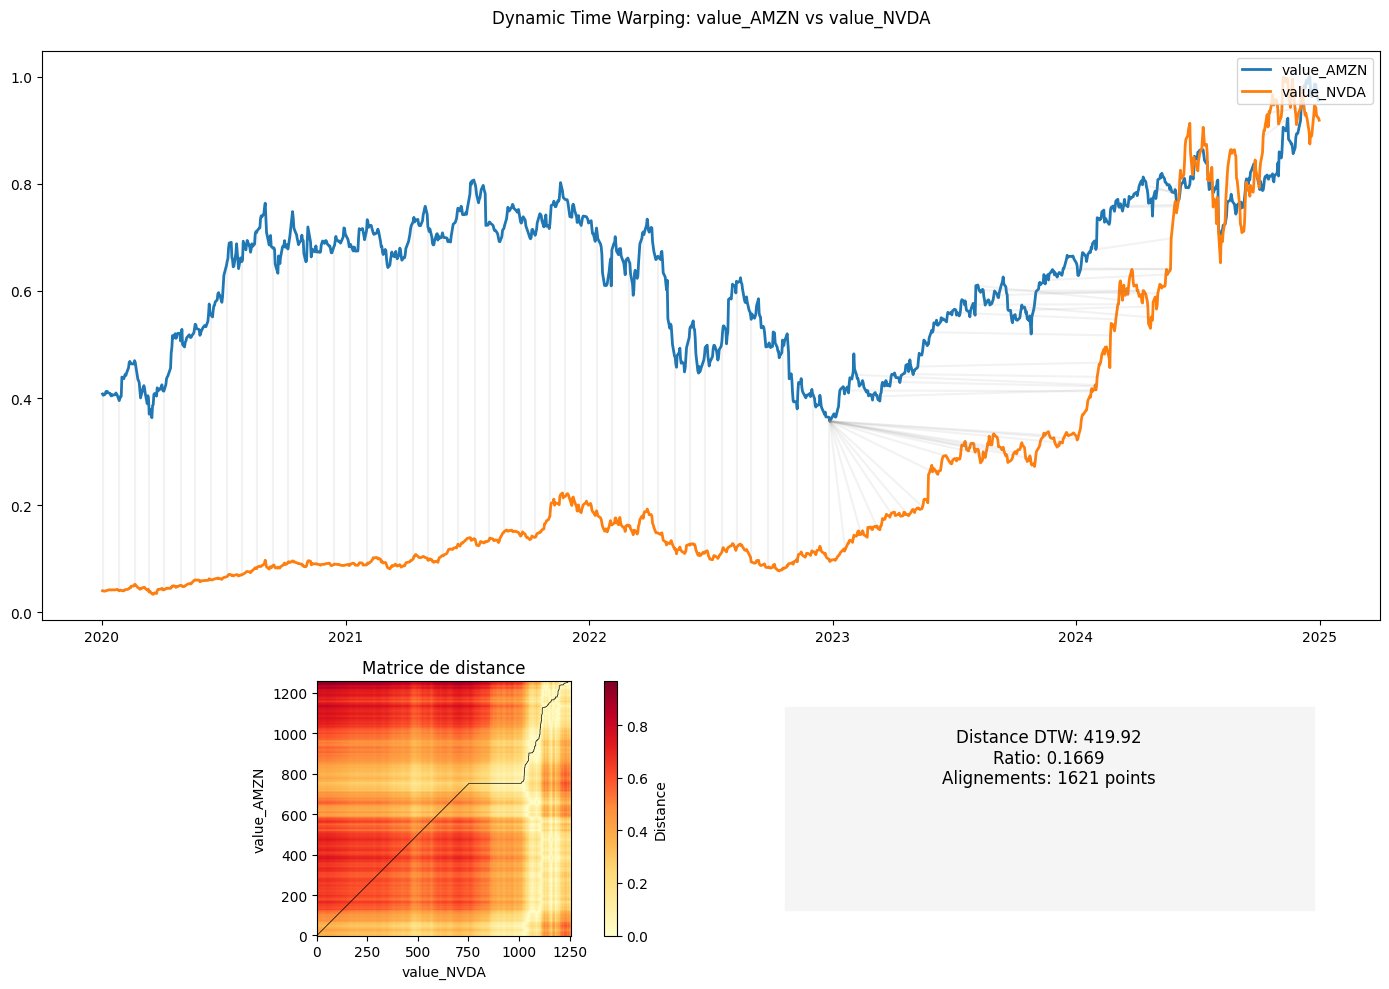 Dynamic Time Warping: value_AMZN vs value_NVDA
value_AMZN
value_NVDA
1.0
0.8
0.6
0.4
0.2
0.0
2020 2021 2022 2023 2024 2025
Matrice de distance
value_AMZN
1200
1000
800
600
400
200
0
0 250 500 750 1000 1250
value_NVDA
0.8
0.6
0.4
0.2
0.0
Distance
Distance DTW: 419.92
Ratio: 0.1669
Alignements: 1621 points